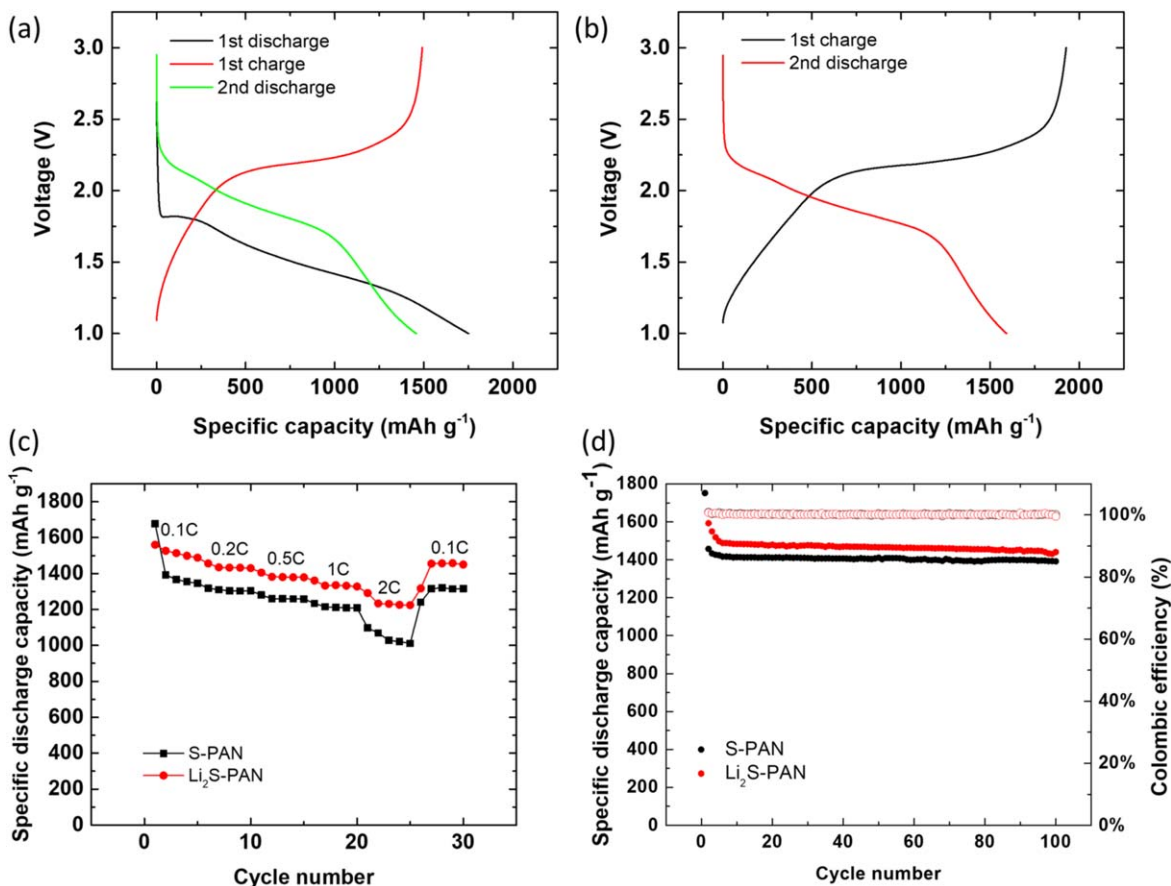 (a)
1st discharge
1st charge
2nd discharge
3.0
2.5
2.0
1.5
1.0
Voltage (V)
0 500 1000 1500 2000
Specific capacity (mAh g⁻¹)
(b)
1st charge
2nd discharge
3.0
2.5
2.0
1.5
1.0
Voltage (V)
0 500 1000 1500 2000
Specific capacity (mAh g⁻¹)
(c)
1800
1600
1400
1200
1000
800
600
400
200
0
Specific discharge capacity (mAh g⁻¹)
0.1C
0.2C
0.5C
1C
2C
0.1C
S-PAN
Li₂S-PAN
0 10 20 30
Cycle number
(d)
1800
1600
1400
1200
1000
800
600
400
200
0
Specific discharge capacity (mAh g⁻¹)
S-PAN
Li₂S-PAN
100%
80%
60%
40%
20%
0%
Colombic efficiency (%)
0 20 40 60 80 100
Cycle number